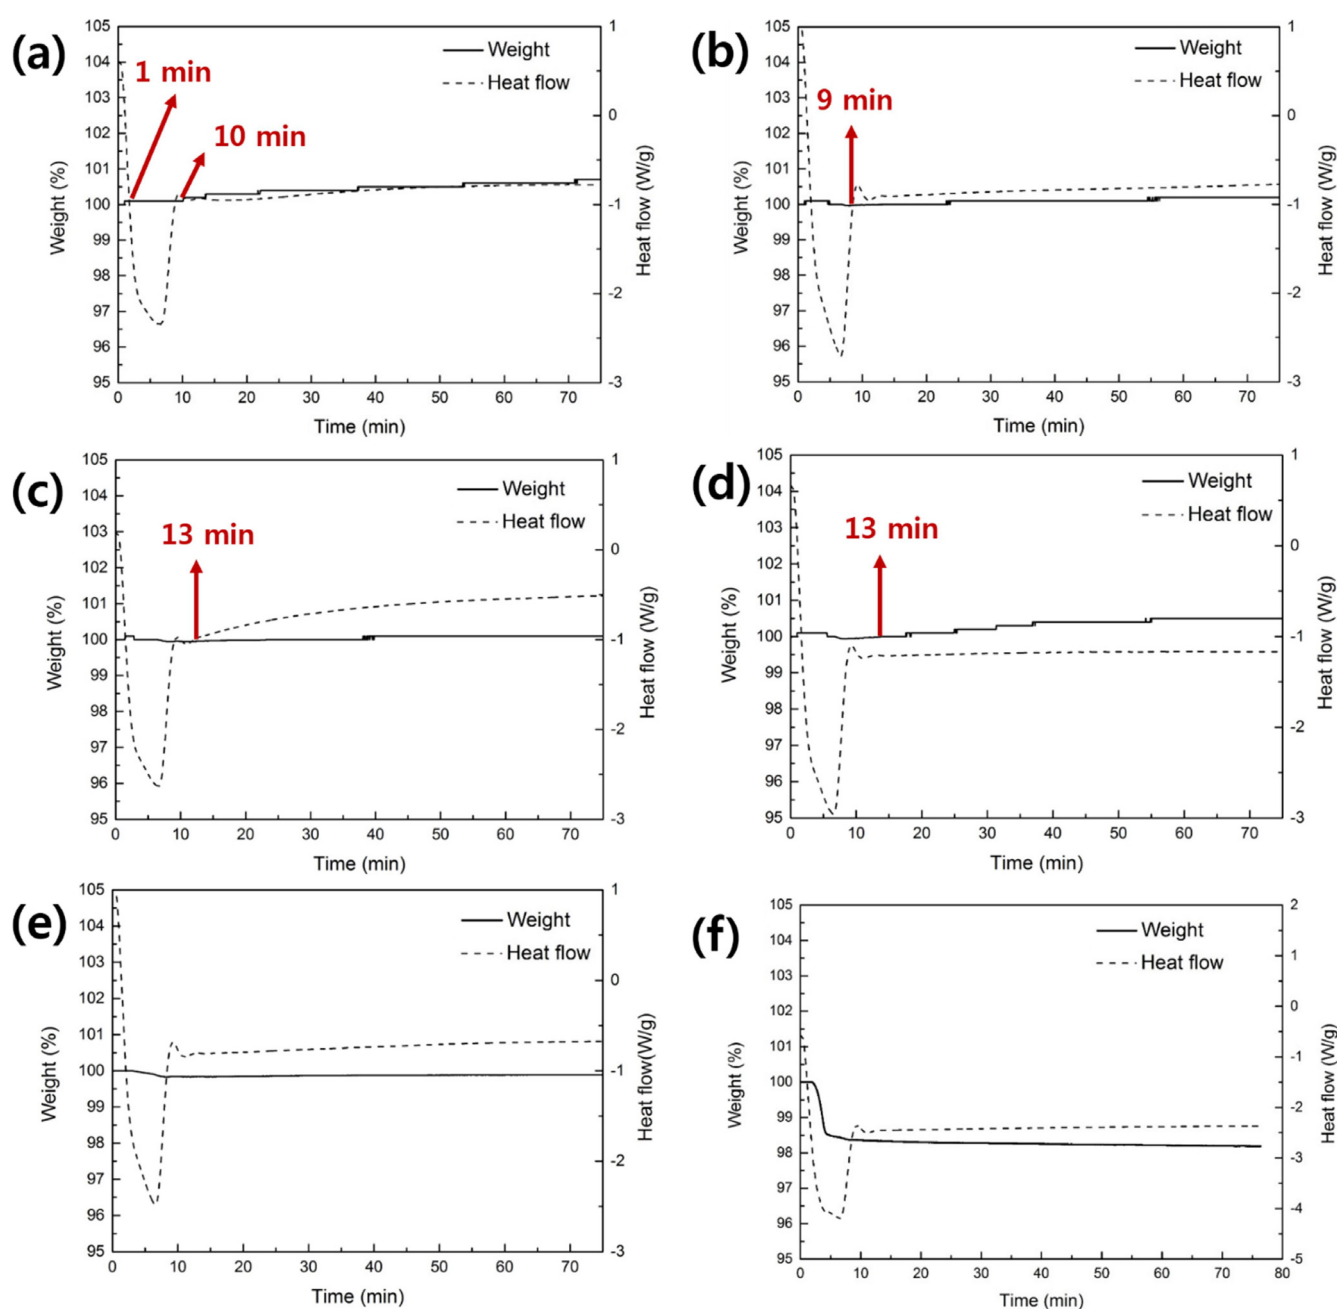 (a)
105
104
103
102
101
100
99
98
97
96
95
Weight (%)
1 min
10 min
Weight
Heat flow
1
0
-1
-2
-3
Heat flow (W/g)
0 10 20 30 40 50 60 70
Time (min)
(b)
105
104
103
102
101
100
99
98
97
96
95
Weight (%)
9 min
Weight
Heat flow
1
0
-1
-2
-3
Heat flow (W/g)
0 10 20 30 40 50 60 70
Time (min)
(c)
105
104
103
102
101
100
99
98
97
96
95
Weight (%)
13 min
Weight
Heat flow
1
0
-1
-2
-3
Heat flow (W/g)
0 10 20 30 40 50 60 70
Time (min)
(d)
105
104
103
102
101
100
99
98
97
96
95
Weight (%)
13 min
Weight
Heat flow
1
0
-1
-2
-3
Heat flow (W/g)
0 10 20 30 40 50 60 70
Time (min)
(e)
105
104
103
102
101
100
99
98
97
96
95
Weight (%)
Weight
Heat flow
1
0
-1
-2
-3
Heat flow(W/g)
0 10 20 30 40 50 60 70
Time (min)
(f)
105
104
103
102
101
100
99
98
97
96
95
Weight (%)
Weight
Heat flow
2
1
0
-1
-2
-3
-4
-5
Heat flow (W/g)
0 10 20 30 40 50 60 70 80
Time (min)